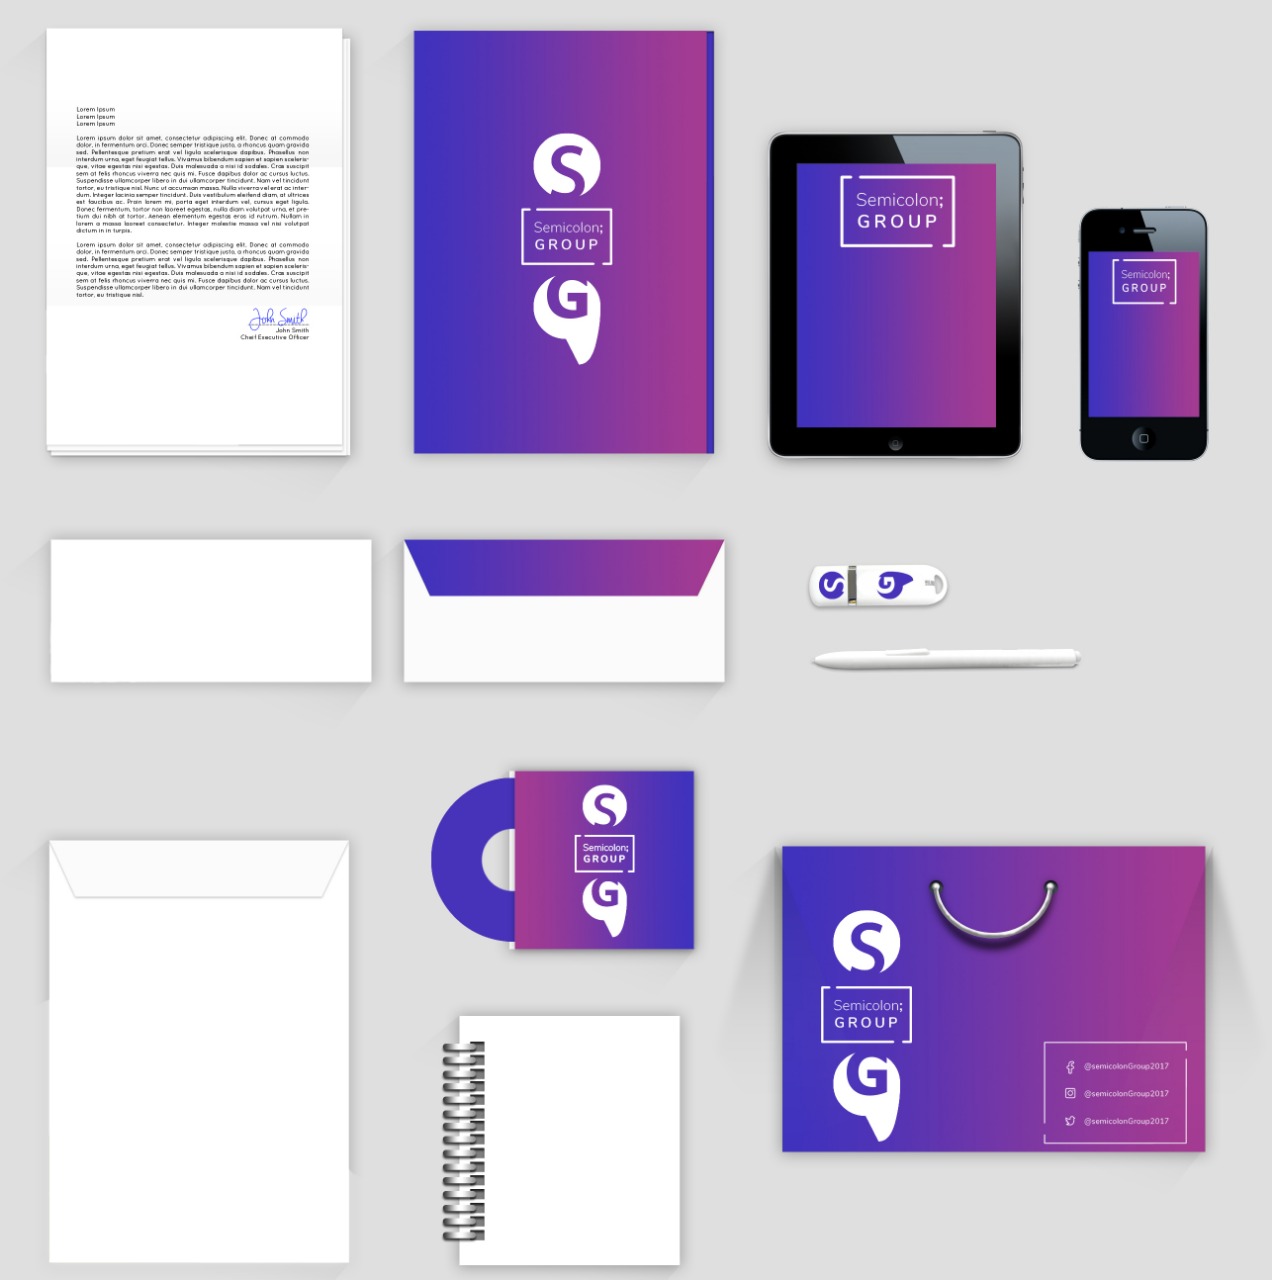 Lorem Ipsum
Lorem Ipsum
Lorem Ipsum
Lorem ipsum dolor sit amet, consectetur adipiscing elit. Donec at commodo
dolor, in fermentum orci. Donec semper tristique justo, a rhoncus quam gravida
sed. Pellentesque pretium erat vel ligula scelerisque dapibus. Phasellus non
interdum urna, eget feugiat tellus. Vivamus bibendum sapien et sapien sceleris-
que, vitae egestas nisi egestas. Duis malesuada a nisi id sodales. Cras suscipit
sem at felis rhoncus viverra nec quis mi. Fusce dapibus dolor ac cursus luctus.
Suspendisse ullamcorper libero in dui ullamcorper tincidunt. Nam vel tincidunt
tortor, eu tristique nisl. Nunc ut accumsan massa. Nulla viverra vel erat ac inter-
dum. Integer lacinia semper tincidunt. Duis vestibulum eleifend diam, at ultrices
est faucibus ac. Proin lorem mi, porta eget interdum vel, cursus eget ligula.
Donec fermentum, tortor non laoreet egestas, nulla dolor volutpat urna, et pre-
tium dui nibh at tortor. Aenean elementum egestas eros id rutrum. Nullam in
lorem a massa laoreet consectetur. Integer molestie massa vel nisi volutpat
dictum in in turpis.
Lorem ipsum dolor sit amet, consectetur adipiscing elit. Donec at commodo
dolor, in fermentum orci. Donec semper tristique justo, a rhoncus quam gravida
sed. Pellentesque pretium erat vel ligula scelerisque dapibus. Phasellus non
interdum urna, eget feugiat tellus. Vivamus bibendum sapien et sapien sceleris-
que, vitae egestas nisi egestas. Duis malesuada a nisi id sodales. Cras suscipit
sem at felis rhoncus viverra nec quis mi. Fusce dapibus dolor ac cursus luctus.
Suspendisse ullamcorper libero in dui ullamcorper tincidunt. Nam vel tincidunt
tortor, eu tristique nisl.
John Smith
John Smith
Chief Executive Officer
S
Semicolon;
GROUP
G
Semicolon;
GROUP
Semicolon;
GROUP
S
G
S
Semicolon;
GROUP
G
S
Semicolon;
GROUP
G
@semicolonGroup2017
@semicolonGroup2017
@semicolonGroup2017